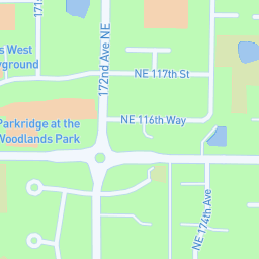 171s
172nd Ave NE
s West
yground
NE 117th St
NE 116th Way
Parkridge at the
Woodlands Park
NE 174th Ave